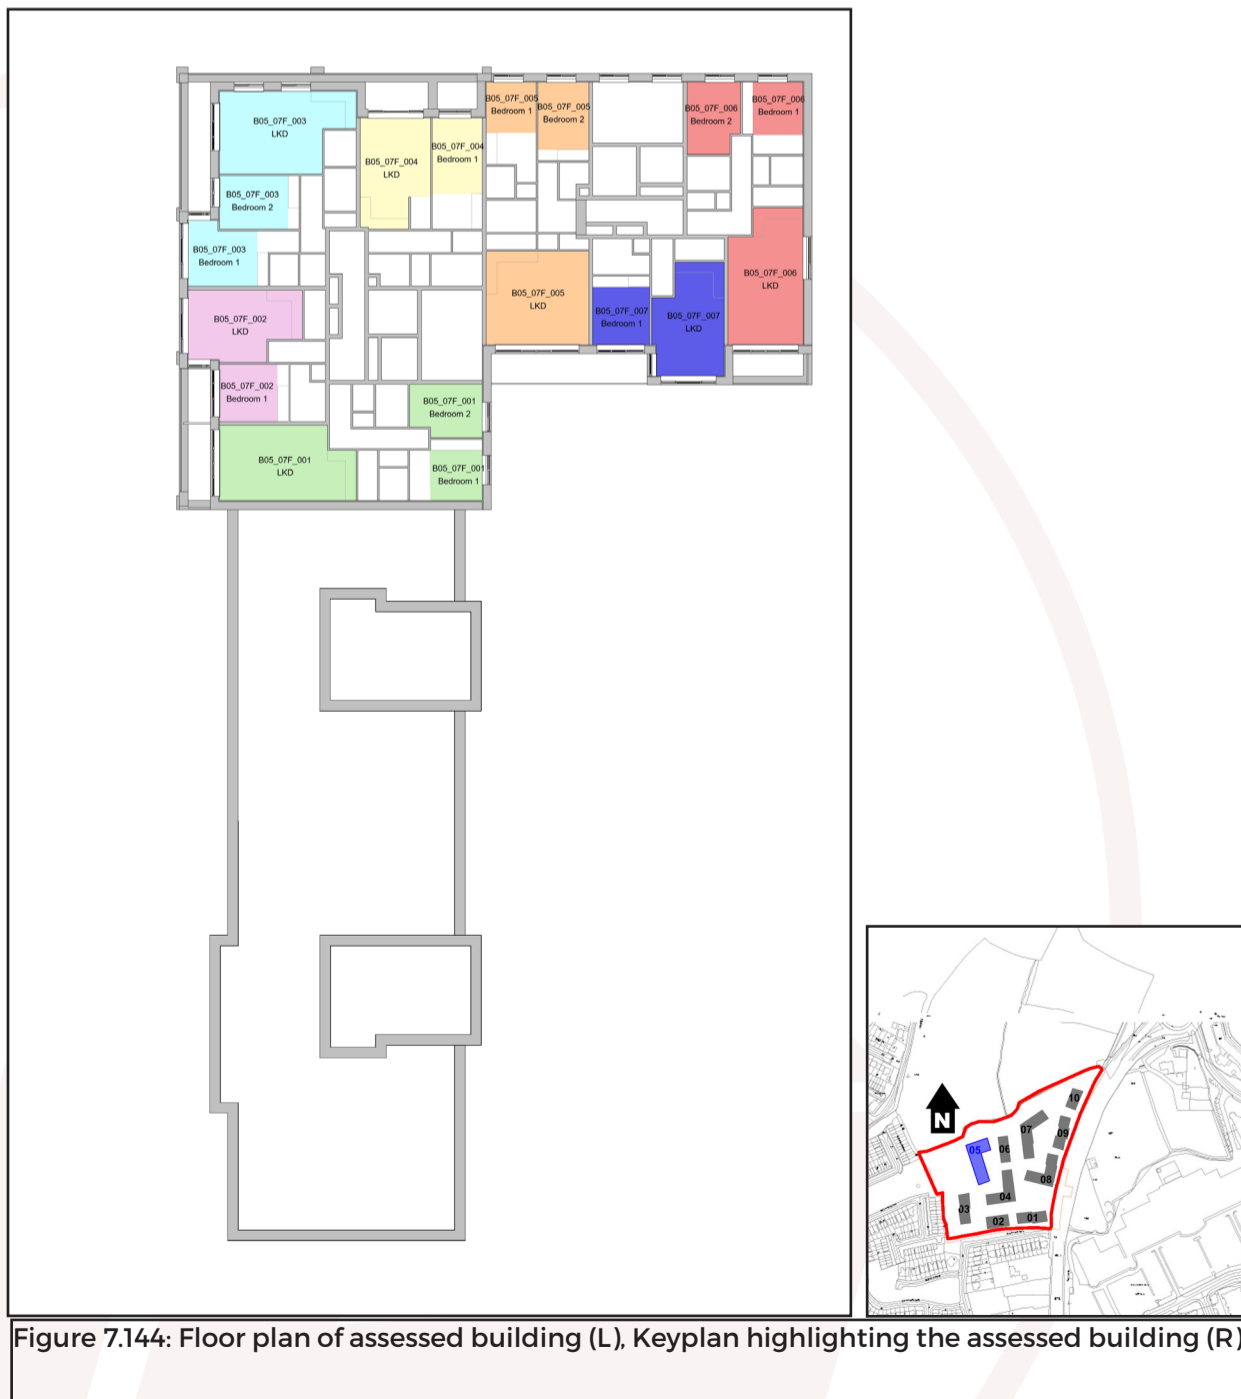 B05_07F_003
LKD
B05_07F_004
LKD
B05_07F_004
Bedroom 1
B05_07F_005
Bedroom 1
B05_07F_005
Bedroom 2
B05_07F_006
Bedroom 2
B05_07F_006
Bedroom 1
B05_07F_003
Bedroom 2
B05_07F_003
Bedroom 1
B05_07F_002
LKD
B05_07F_005
LKD
B05_07F_007
Bedroom 1
B05_07F_007
LKD
B05_07F_006
LKD
B05_07F_002
Bedroom 1
B05_07F_001
Bedroom 2
B05_07F_001
LKD
B05_07F_001
Bedroom 1
N
10
07
09
05
06
08
04
03
02
01
Figure 7.144: Floor plan of assessed building (L), Keyplan highlighting the assessed building (R)